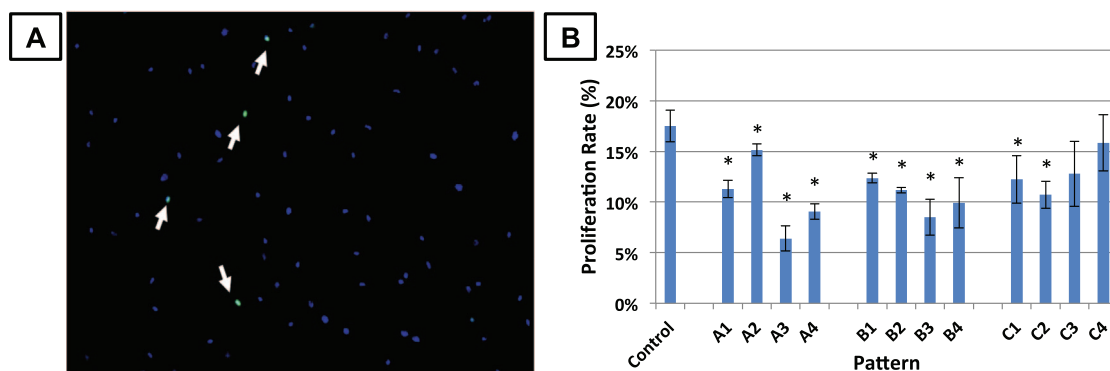 A
B
25%
20%
15%
10%
5%
0%
Proliferation Rate (%)
* * * * * * * * * *
Control A1 A2 A3 A4 B1 B2 B3 B4 C1 C2 C3 C4
Pattern